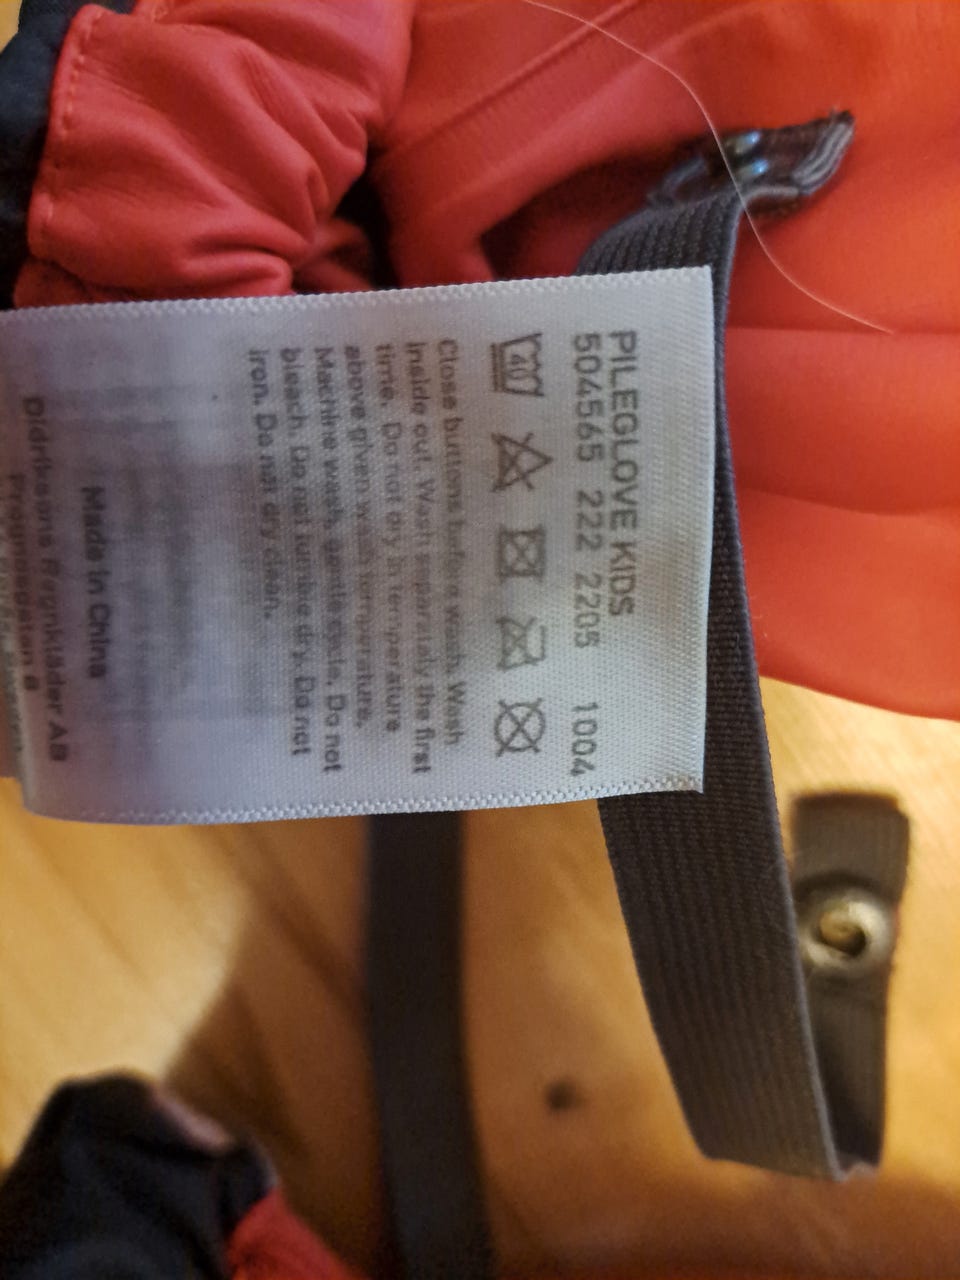 PILEGLOVE KIDS
504565 222 2205 1004
40
Close buttons before wash. Wash
inside out. Wash separately the first
time. Do not dry in temperature
above given wash temperature.
Machine wash, gentle cycle. Do not
bleach. Do not tumble dry. Do not
iron. Do not dry clean.
Made in China
Didriksons Regnkläder AB